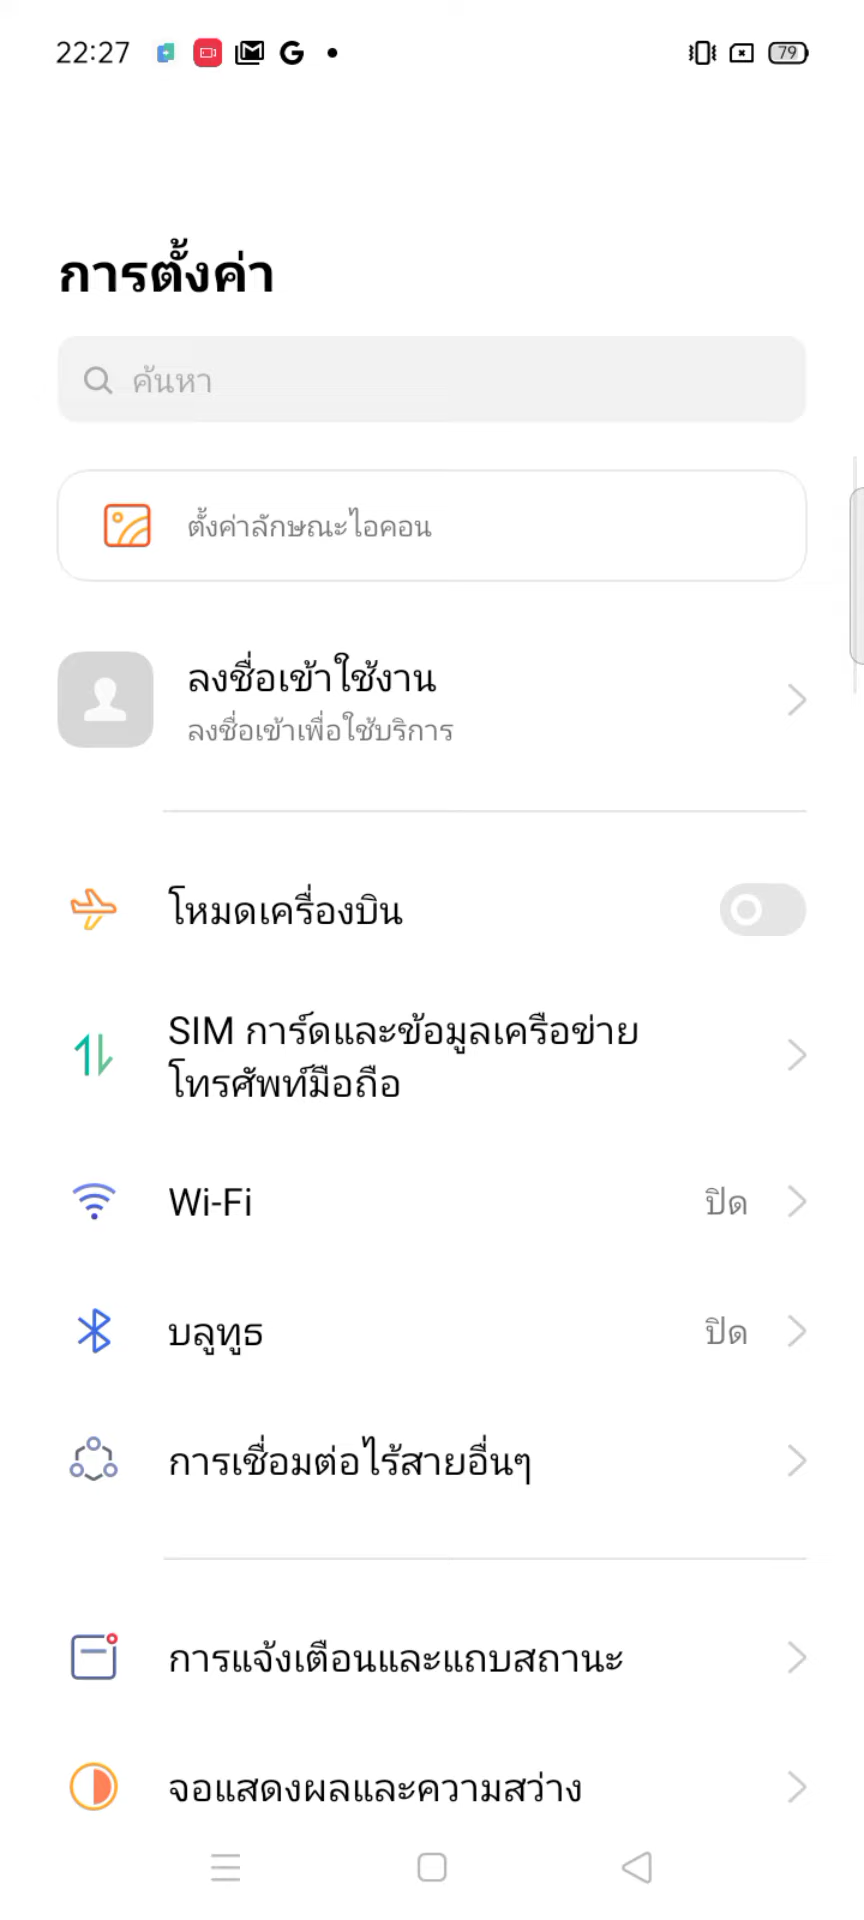 22:27
79
การตั้งค่า
ค้นหา
ตั้งค่าลักษณะไอคอน
ลงชื่อเข้าใช้งาน
ลงชื่อเข้าเพื่อใช้บริการ
โหมดเครื่องบิน
SIM การ์ดและข้อมูลเครือข่าย
โทรศัพท์มือถือ
Wi-Fi ปิด
บลูทูธ ปิด
การเชื่อมต่อไร้สายอื่นๆ
การแจ้งเตือนและแถบสถานะ
จอแสดงผลและความสว่าง